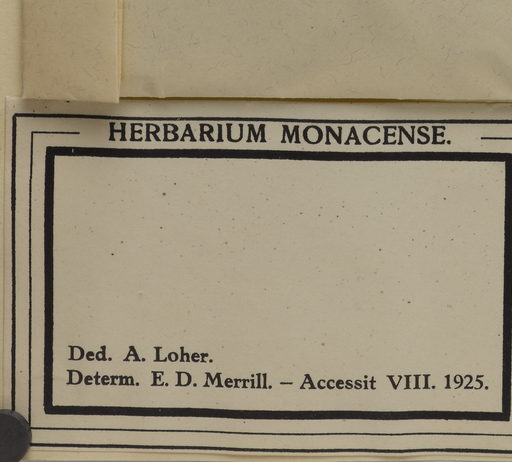 HERBARIUM MONACENSE.
Ded. A. Loher.
Determ. E. D. Merrill. – Accessit VIII. 1925.